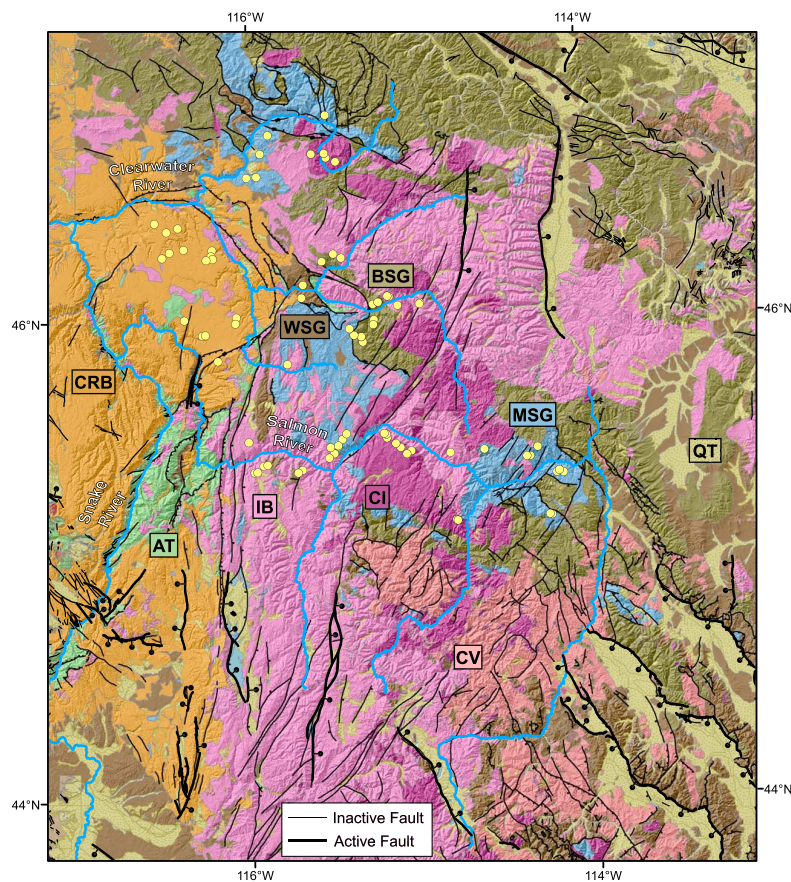 116°W 114°W
Clearwater
River
BSG
46°N 46°N
WSG
CRB
MSG
Salmon
River
QT
Snake
River
IB
CI
AT
CV
44°N 44°N
Inactive Fault
Active Fault
116°W 114°W